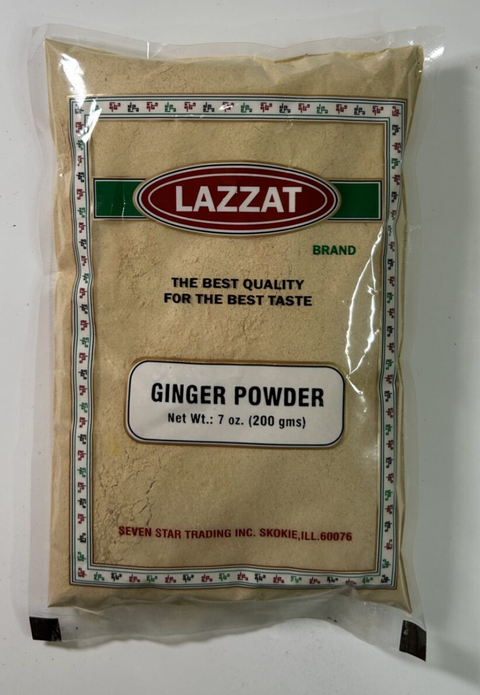 LAZZAT
BRAND
THE BEST QUALITY
FOR THE BEST TASTE
GINGER POWDER
Net Wt.: 7 oz. (200 gms)
SEVEN STAR TRADING INC. SKOKIE,ILL.60076